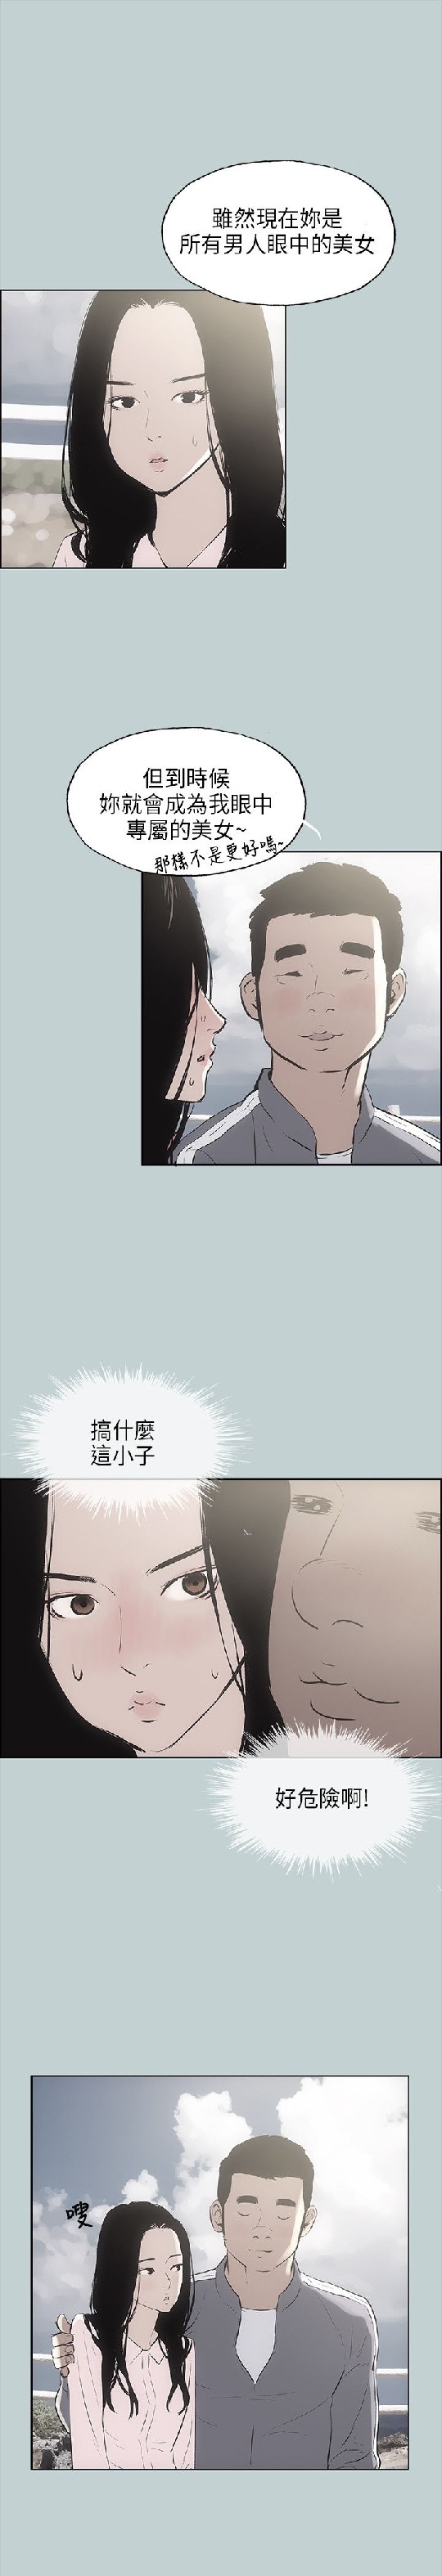 雖然現在妳是
所有男人眼中的美女
但到時候
妳就會成為我眼中
專屬的美女~
那樣不是更好嗎~
搞什麼
這小子
好危險啊!
嗖